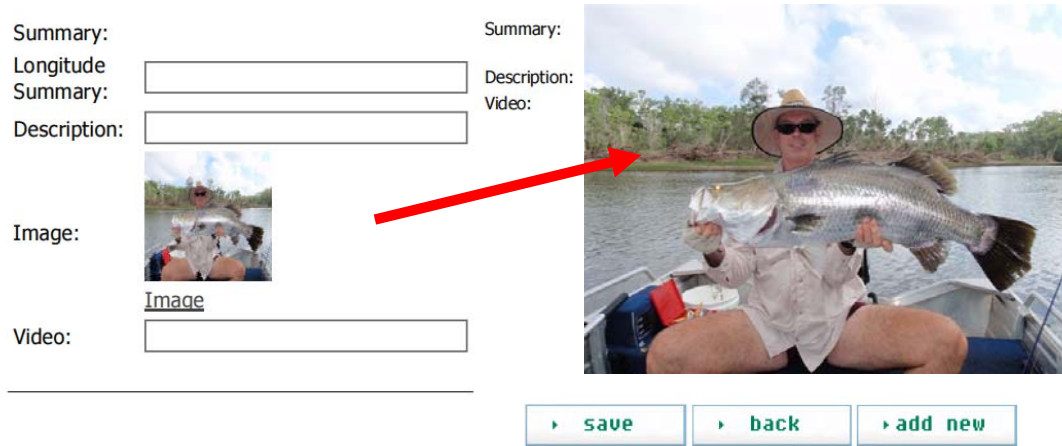 Summary:
Longitude
Summary:
Description:
Image:
Image
Video:
Summary:
Description:
Video:
save
back
add new